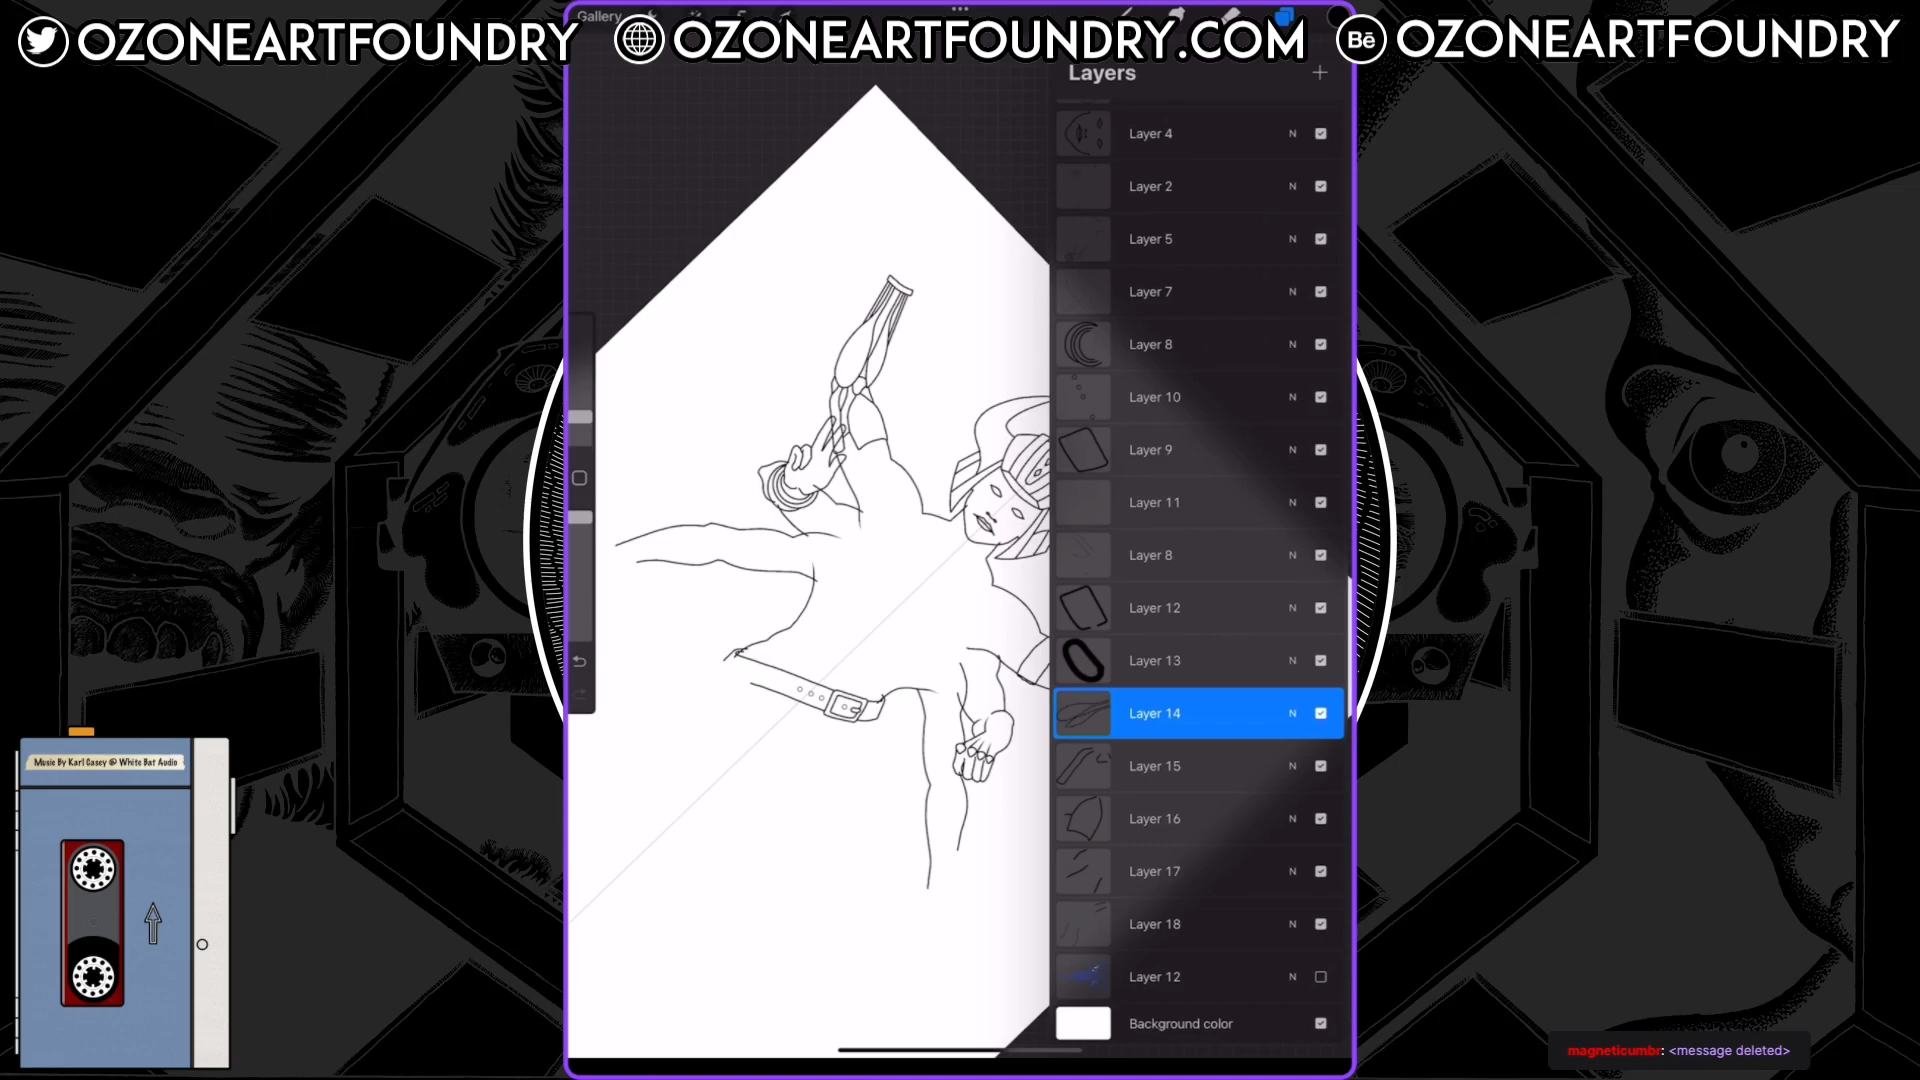 OZONEARTFOUNDRY
OZONEARTFOUNDRY.COM
Bē OZONEARTFOUNDRY
Gallery
Layers
Layer 4 N
Layer 2 N
Layer 5 N
Layer 7 N
Layer 8 N
Layer 10 N
Layer 9 N
Layer 11 N
Layer 8 N
Layer 12 N
Layer 13 N
Layer 14 N
Layer 15 N
Layer 16 N
Layer 17 N
Layer 18 N
Layer 12 N
Background color
Music By Karl Casey @ White Bat Audio
magneticumbr: <message deleted>